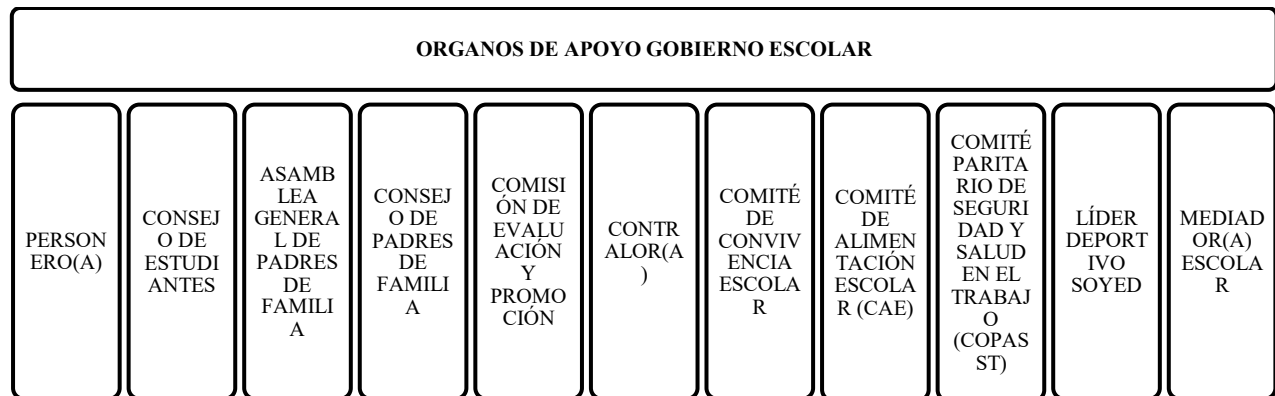 ORGANOS DE APOYO GOBIERNO ESCOLAR
PERSON
ERO(A)
CONSEJ
O DE
ESTUDI
ANTES
ASAMB
LEA
GENERA
L DE
PADRES
DE
FAMILI
A
CONSEJ
O DE
PADRES
DE
FAMILI
A
COMISI
ÓN DE
EVALU
ACIÓN
Y
PROMO
CIÓN
CONTR
ALOR(A
)
COMITÉ
DE
CONVIV
ENCIA
ESCOLA
R
COMITÉ
DE
ALIMEN
TACIÓN
ESCOLA
R (CAE)
COMITÉ
PARITA
RIO DE
SEGURI
DAD Y
SALUD
EN EL
TRABAJ
O
(COPAS
ST)
LÍDER
DEPORT
IVO
SOYED
MEDIAD
OR(A)
ESCOLA
R